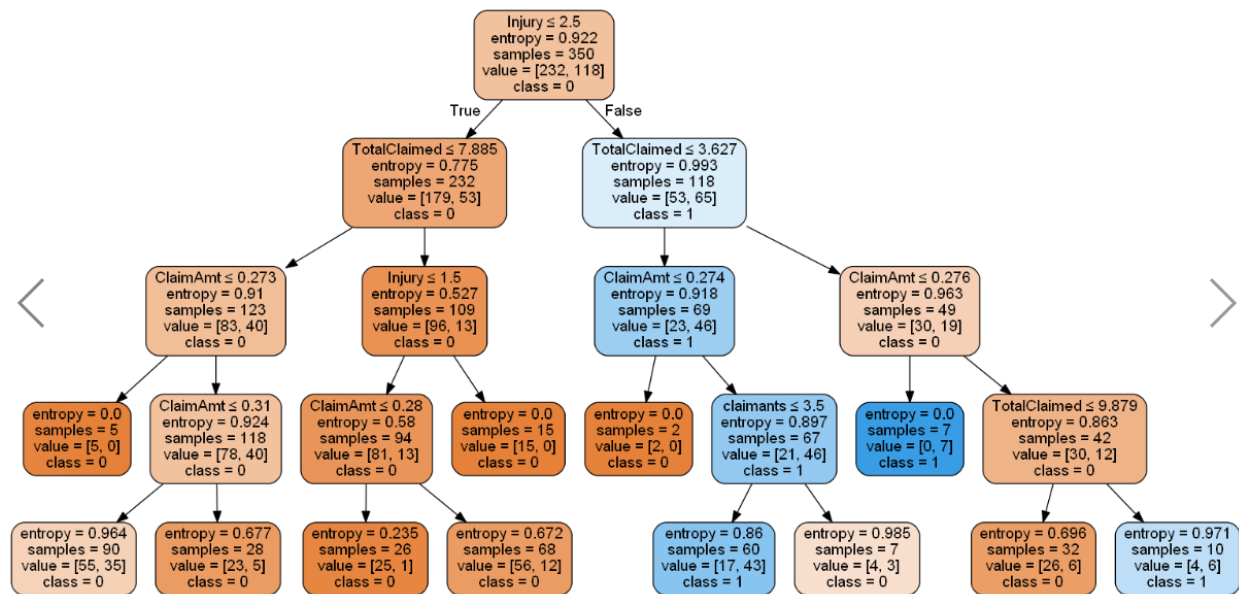 Injury ≤ 2.5
entropy = 0.922
samples = 350
value = [232, 118]
class = 0
True
False
TotalClaimed ≤ 7.885
entropy = 0.775
samples = 232
value = [179, 53]
class = 0
TotalClaimed ≤ 3.627
entropy = 0.993
samples = 118
value = [53, 65]
class = 1
ClaimAmt ≤ 0.273
entropy = 0.91
samples = 123
value = [83, 40]
class = 0
Injury ≤ 1.5
entropy = 0.527
samples = 109
value = [96, 13]
class = 0
ClaimAmt ≤ 0.274
entropy = 0.918
samples = 69
value = [23, 46]
class = 1
ClaimAmt ≤ 0.276
entropy = 0.963
samples = 49
value = [30, 19]
class = 0
entropy = 0.0
samples = 5
value = [5, 0]
class = 0
ClaimAmt ≤ 0.31
entropy = 0.924
samples = 118
value = [78, 40]
class = 0
ClaimAmt ≤ 0.28
entropy = 0.58
samples = 94
value = [81, 13]
class = 0
entropy = 0.0
samples = 15
value = [15, 0]
class = 0
entropy = 0.0
samples = 2
value = [2, 0]
class = 0
claimants ≤ 3.5
entropy = 0.897
samples = 67
value = [21, 46]
class = 1
entropy = 0.0
samples = 7
value = [0, 7]
class = 1
TotalClaimed ≤ 9.879
entropy = 0.863
samples = 42
value = [30, 12]
class = 0
entropy = 0.964
samples = 90
value = [55, 35]
class = 0
entropy = 0.677
samples = 28
value = [23, 5]
class = 0
entropy = 0.235
samples = 26
value = [25, 1]
class = 0
entropy = 0.672
samples = 68
value = [56, 12]
class = 0
entropy = 0.86
samples = 60
value = [17, 43]
class = 1
entropy = 0.985
samples = 7
value = [4, 3]
class = 0
entropy = 0.696
samples = 32
value = [26, 6]
class = 0
entropy = 0.971
samples = 10
value = [4, 6]
class = 1